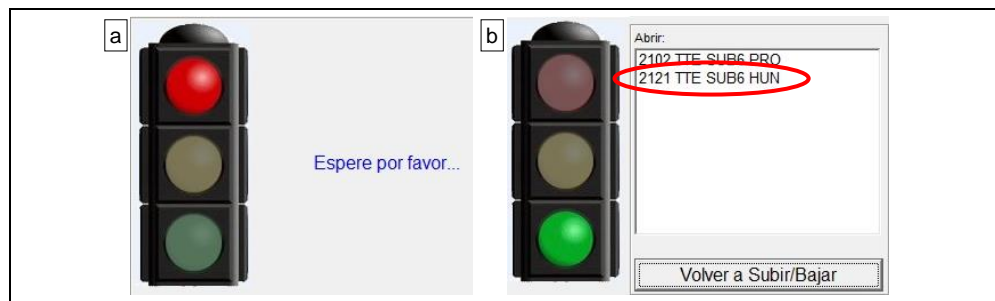 a
Espere por favor...
b
Abrir:
2102 TTE SUB6 PRO
2121 TTE SUB6 HUN
Volver a Subir/Bajar